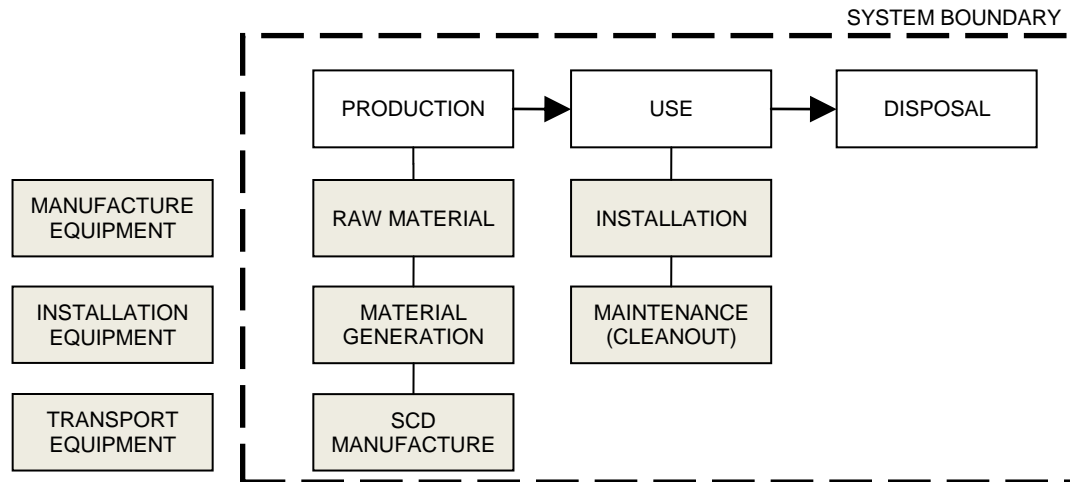 SYSTEM BOUNDARY
PRODUCTION
USE
DISPOSAL
MANUFACTURE
EQUIPMENT
RAW MATERIAL
INSTALLATION
INSTALLATION
EQUIPMENT
MATERIAL
GENERATION
MAINTENANCE
(CLEANOUT)
TRANSPORT
EQUIPMENT
SCD
MANUFACTURE